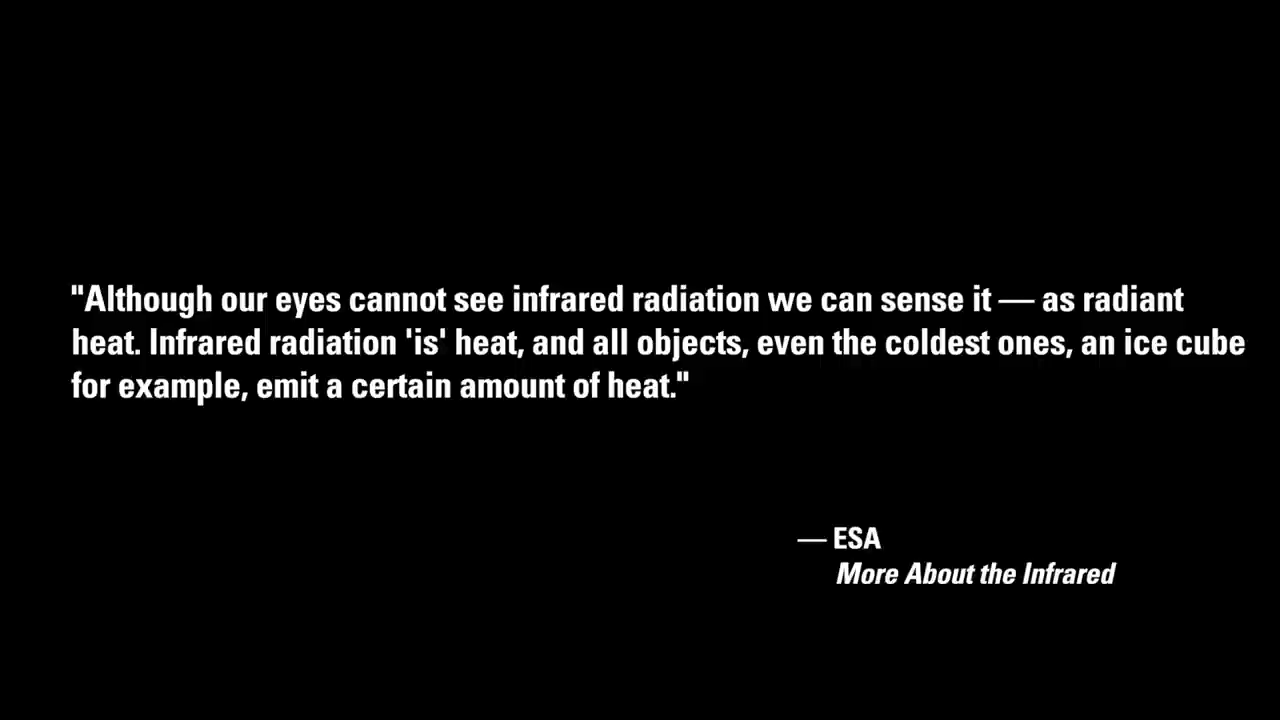 "Although our eyes cannot see infrared radiation we can sense it — as radiant
heat. Infrared radiation 'is' heat, and all objects, even the coldest ones, an ice cube
for example, emit a certain amount of heat."
— ESA
More About the Infrared